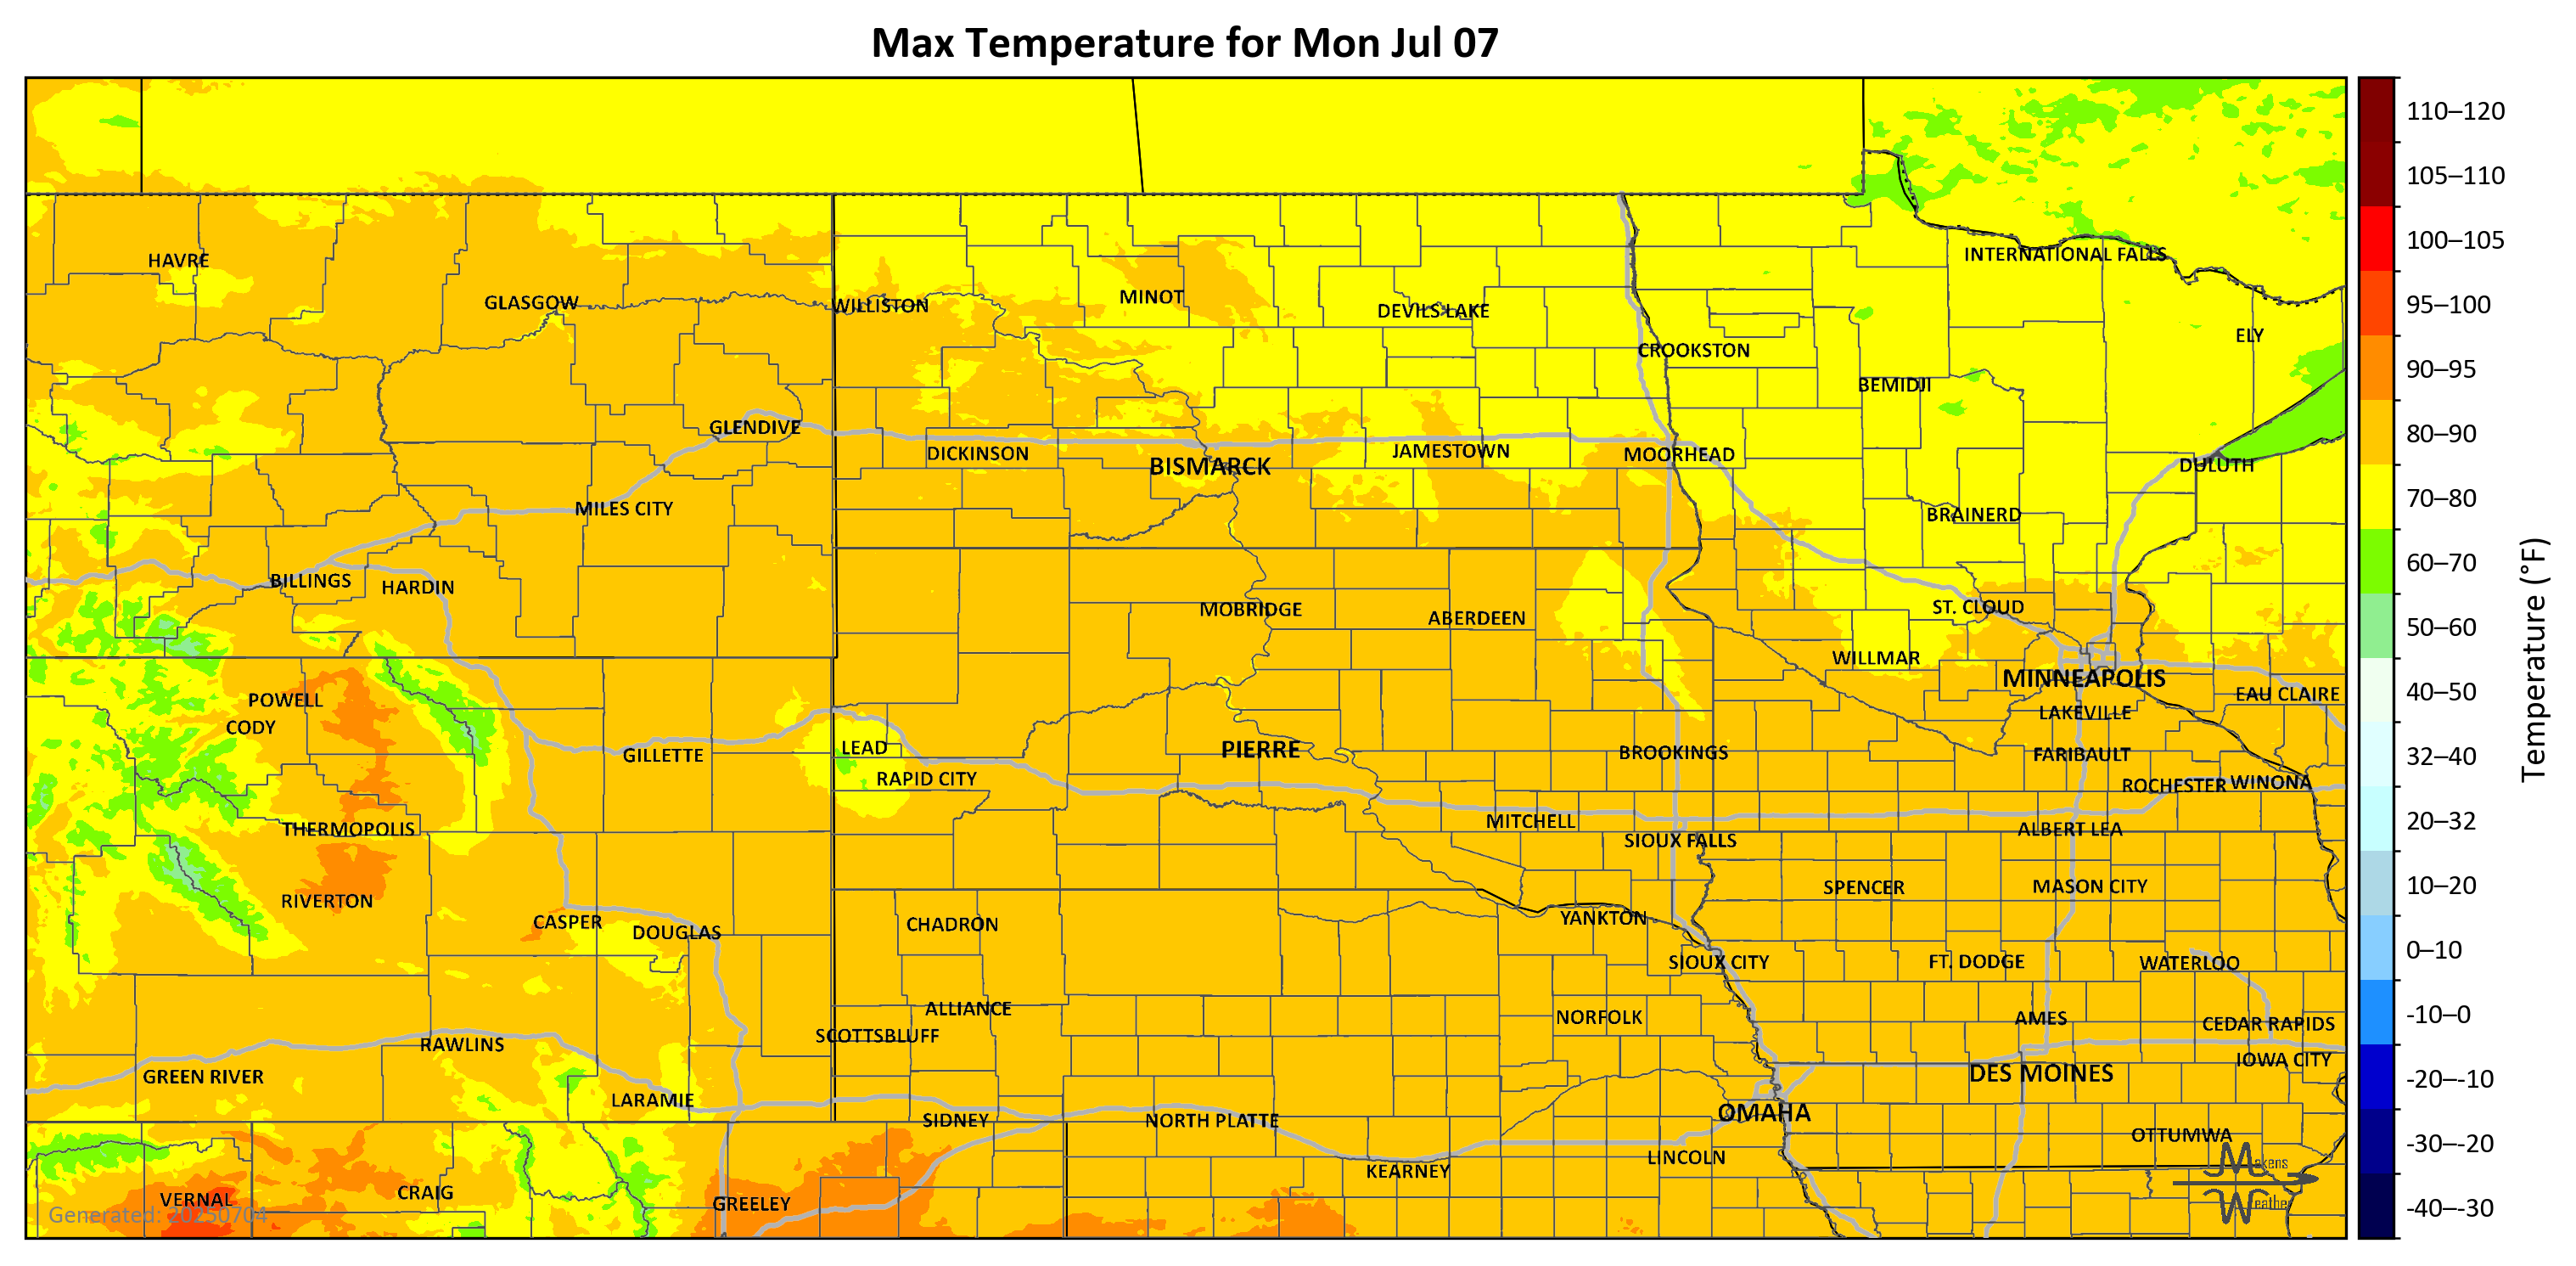 Max Temperature for Mon Jul 07
HAVRE
GLASGOW
WILLISTON
MINOT
DEVILS LAKE
INTERNATIONAL FALLS
ELY
CROOKSTON
BEMIDJI
GLENDIVE
DICKINSON
BISMARCK
JAMESTOWN
MOORHEAD
DULUTH
MILES CITY
BRAINERD
BILLINGS
HARDIN
MOBRIDGE
ABERDEEN
ST. CLOUD
WILLMAR
MINNEAPOLIS
EAU CLAIRE
POWELL
CODY
LAKEVILLE
GILLETTE
LEAD
PIERRE
BROOKINGS
FARIBAULT
RAPID CITY
ROCHESTER
WINONA
THERMOPOLIS
MITCHELL
SIOUX FALLS
ALBERT LEA
RIVERTON
SPENCER
MASON CITY
CASPER
DOUGLAS
CHADRON
YANKTON
SIOUX CITY
FT. DODGE
WATERLOO
ALLIANCE
NORFOLK
AMES
CEDAR RAPIDS
SCOTTSBLUFF
RAWLINS
IOWA CITY
GREEN RIVER
DES MOINES
LARAMIE
OMAHA
SIDNEY
NORTH PLATTE
OTTUMWA
LINCOLN
KEARNEY
CRAIG
VERNAL
GREELEY
Generated: 20250704
Makens
Weather
110–120
105–110
100–105
95–100
90–95
80–90
70–80
60–70
50–60
40–50
32–40
20–32
10–20
0–10
-10–0
-20–-10
-30–-20
-40–-30
Temperature (°F)